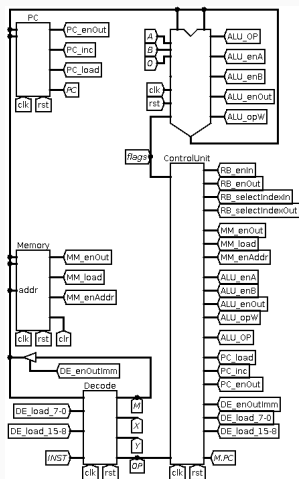 PC
PC_enOut
PC_inc
PC_load
PC
clk
rst
A
B
0
clk
rst
ALU_OP
ALU_enA
ALU_enB
ALU_enOut
ALU_opW
flags
ControlUnit
RB_enIn
RB_enOut
RB_selectIndexIn
RB_selectIndexOut
MM_enOut
MM_load
MM_enAddr
ALU_enA
ALU_enB
ALU_enOut
ALU_opW
ALU_OP
PC_load
PC_inc
PC_enOut
DE_enOutImm
DE_load_7-0
DE_load_15-8
M.PC
clk
rst
Memory
MM_enOut
MM_load
MM_enAddr
addr
clk
rst
clr
DE_enOutImm
Decode
DE_load_7-0
DE_load_15-8
INST
M
X
Y
OP
clk
rst